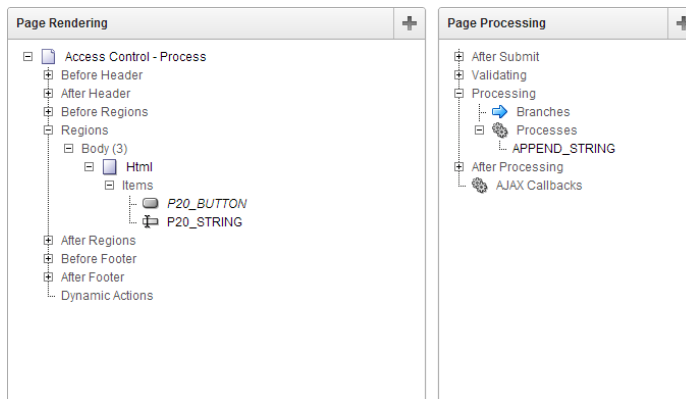 Page Rendering
Access Control - Process
Before Header
After Header
Before Regions
Regions
Body (3)
Html
Items
P20_BUTTON
P20_STRING
After Regions
Before Footer
After Footer
Dynamic Actions
Page Processing
After Submit
Validating
Processing
Branches
Processes
APPEND_STRING
After Processing
AJAX Callbacks